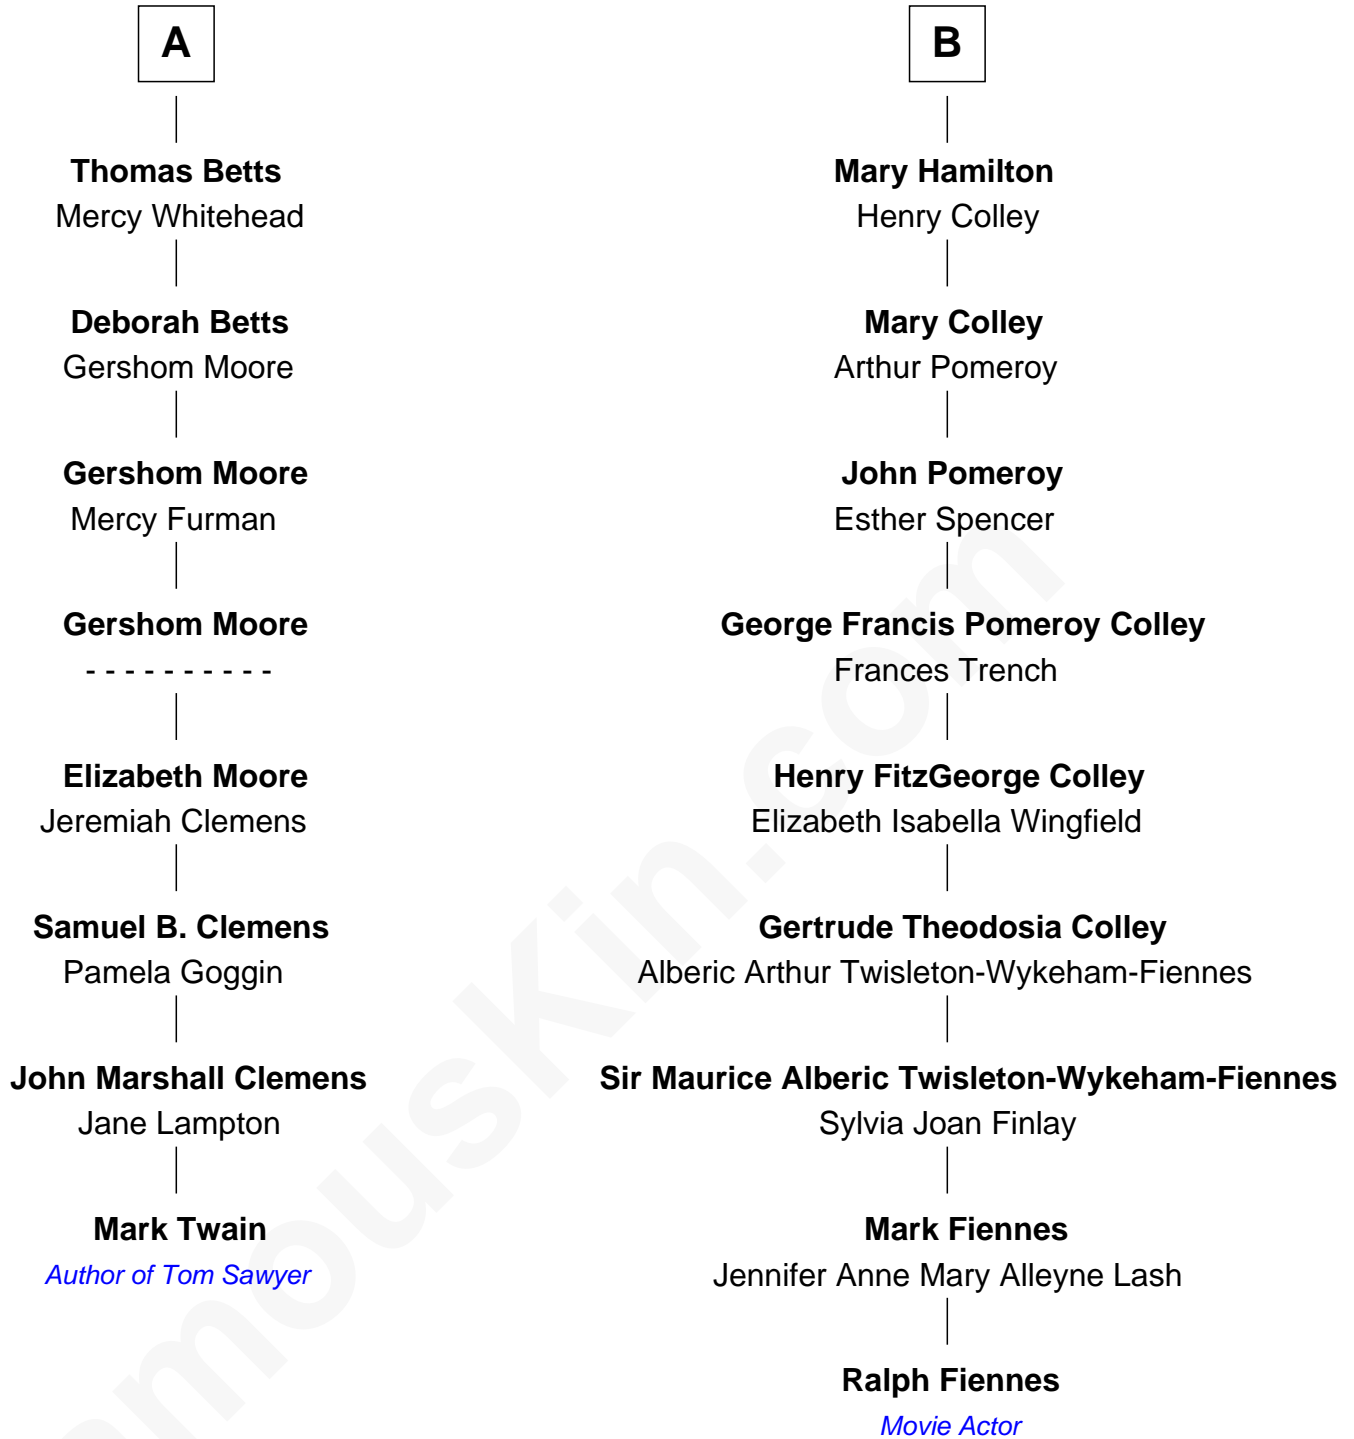 A
Thomas Betts
Mercy Whitehead
Deborah Betts
Gershom Moore
Gershom Moore
Mercy Furman
Gershom Moore
- - - - - - - - - -
Elizabeth Moore
Jeremiah Clemens
Samuel B. Clemens
Pamela Goggin
John Marshall Clemens
Jane Lampton
Mark Twain
Author of Tom Sawyer
B
Mary Hamilton
Henry Colley
Mary Colley
Arthur Pomeroy
John Pomeroy
Esther Spencer
George Francis Pomeroy Colley
Frances Trench
Henry FitzGeorge Colley
Elizabeth Isabella Wingfield
Gertrude Theodosia Colley
Alberic Arthur Twisleton-Wykeham-Fiennes
Sir Maurice Alberic Twisleton-Wykeham-Fiennes
Sylvia Joan Finlay
Mark Fiennes
Jennifer Anne Mary Alleyne Lash
Ralph Fiennes
Movie Actor
amousKin.com